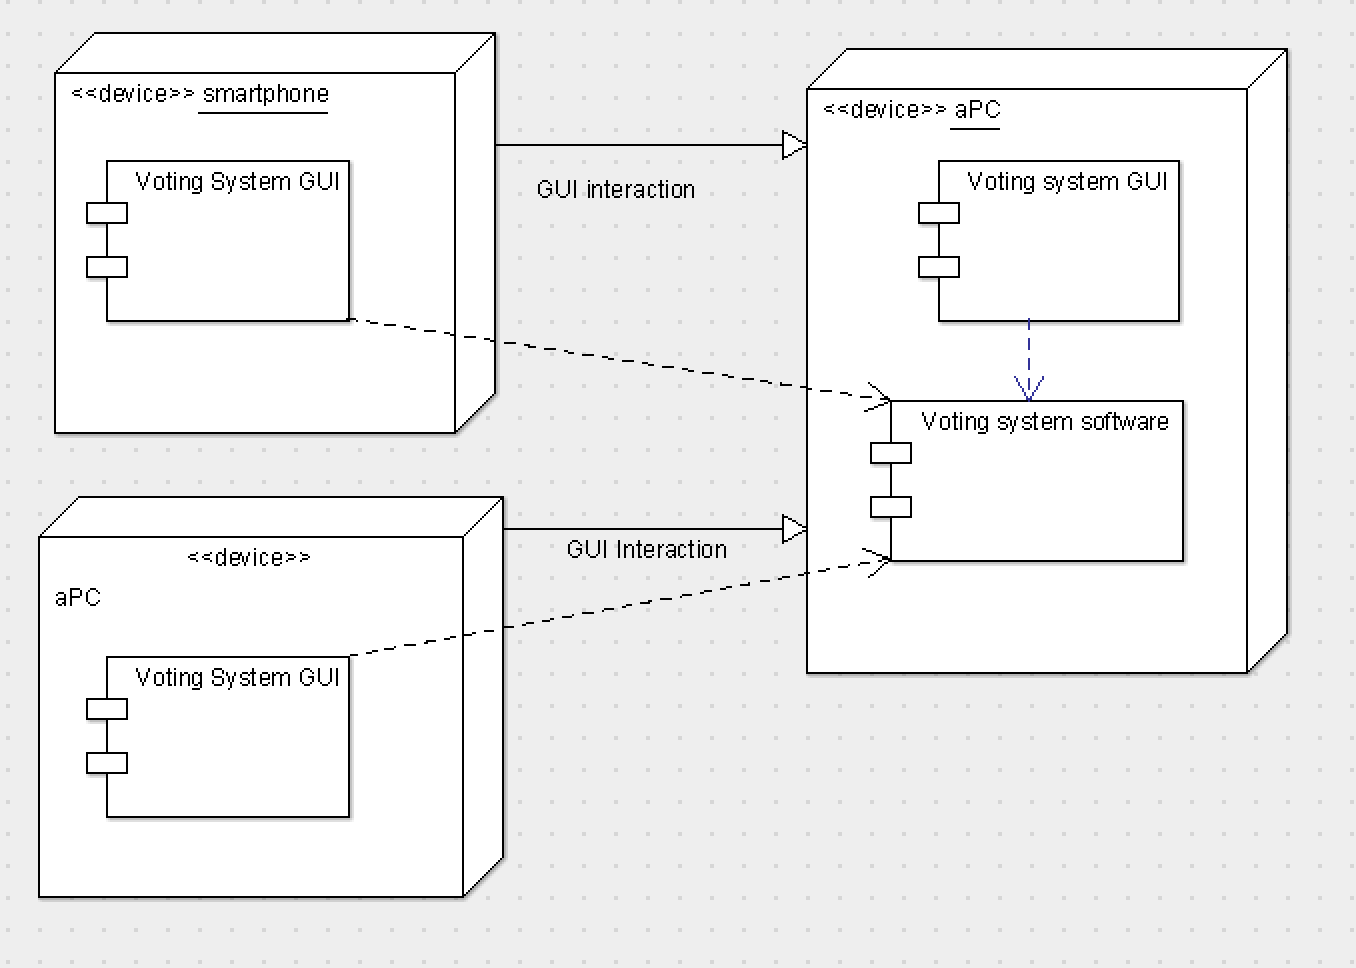 <<device>> smartphone
Voting System GUI
GUI interaction
<<device>> aPC
Voting system GUI
Voting system software
<<device>>
aPC
Voting System GUI
GUI Interaction